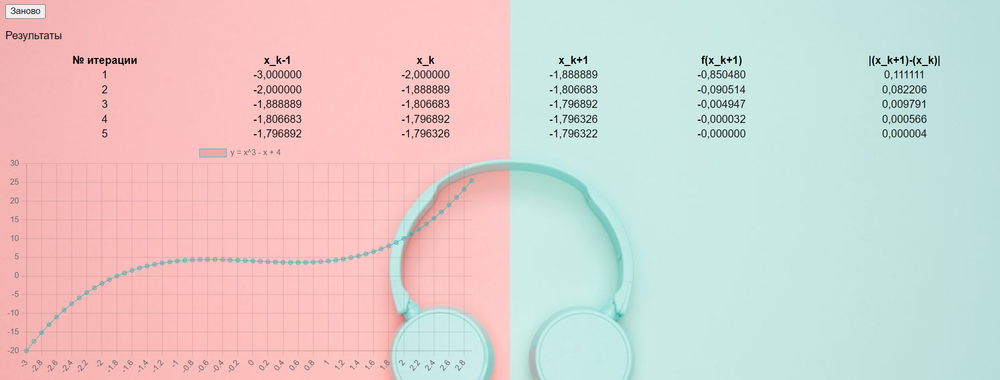 Заново
Результаты
№ итерации x_k-1 x_k x_k+1 f(x_k+1) |(x_k+1)-(x_k)|
1 -3,000000 -2,000000 -1,888889 -0,850480 0,111111
2 -2,000000 -1,888889 -1,806683 -0,090514 0,082206
3 -1,888889 -1,806683 -1,796892 -0,004947 0,009791
4 -1,806683 -1,796892 -1,796326 -0,000032 0,000566
5 -1,796892 -1,796326 -1,796322 -0,000000 0,000004
y = x^3 - x + 4
30
25
20
15
10
5
0
-5
-10
-15
-20
-3 -2.8 -2.6 -2.4 -2.2 -2 -1.8 -1.6 -1.4 -1.2 -1 -0.8 -0.6 -0.4 -0.2 0 0.2 0.4 0.6 0.8 1 1.2 1.4 1.6 1.8 2 2.2 2.4 2.6 2.8